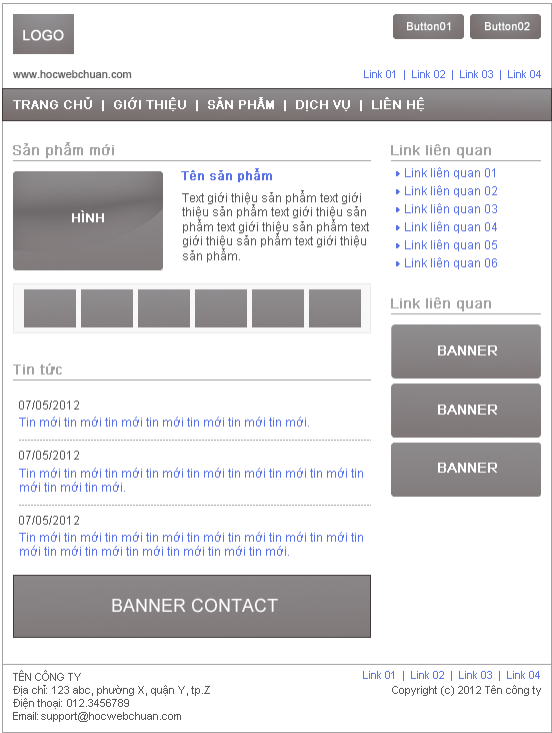 LOGO
Button01
Button02
www.hocwebchuan.com
Link 01 | Link 02 | Link 03 | Link 04
TRANG CHỦ | GIỚI THIỆU | SẢN PHẨM | DỊCH VỤ | LIÊN HỆ
Sản phẩm mới
HÌNH
Tên sản phẩm
Text giới thiệu sản phẩm text giới
thiệu sản phẩm text giới thiệu sản
phẩm text giới thiệu sản phẩm text
giới thiệu sản phẩm text giới thiệu
sản phẩm.
Tin tức
07/05/2012
Tin mới tin mới tin mới tin mới tin mới tin mới tin mới.
07/05/2012
Tin mới tin mới tin mới tin mới tin mới tin mới tin mới tin
mới tin mới tin mới.
07/05/2012
Tin mới tin mới tin mới tin mới tin mới tin mới tin mới tin
mới tin mới tin mới tin mới tin mới tin mới.
BANNER CONTACT
Link liên quan
Link liên quan 01
Link liên quan 02
Link liên quan 03
Link liên quan 04
Link liên quan 05
Link liên quan 06
Link liên quan
BANNER
BANNER
BANNER
TÊN CÔNG TY
Địa chỉ: 123 abc, phường X, quận Y, tp.Z
Điện thoại: 012.3456789
Email: support@hocwebchuan.com
Link 01 | Link 02 | Link 03 | Link 04
Copyright (c) 2012 Tên công ty